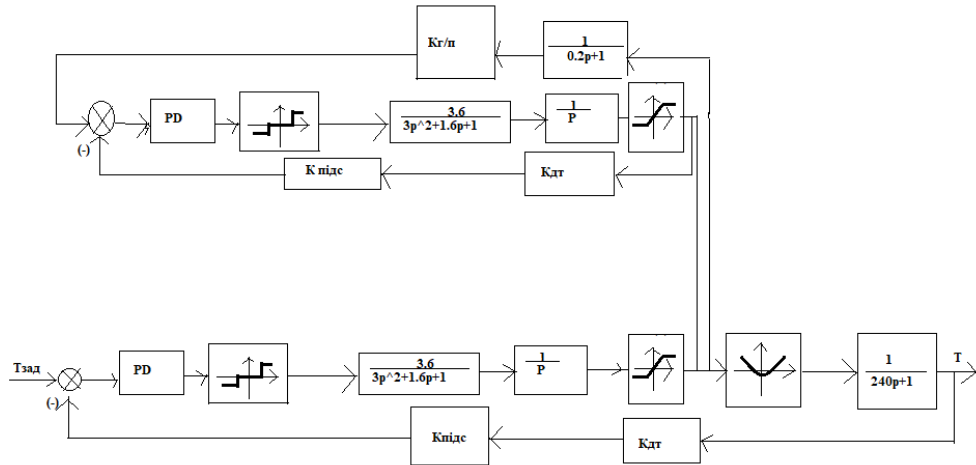 Кг/п
1
0.2p+1
PD
3.6
3p^2+1.6p+1
1
P
(-)
К підс
Кдт
Тзад
PD
3.6
3p^2+1.6p+1
1
P
1
240p+1
T
(-)
Кпідс
Кдт